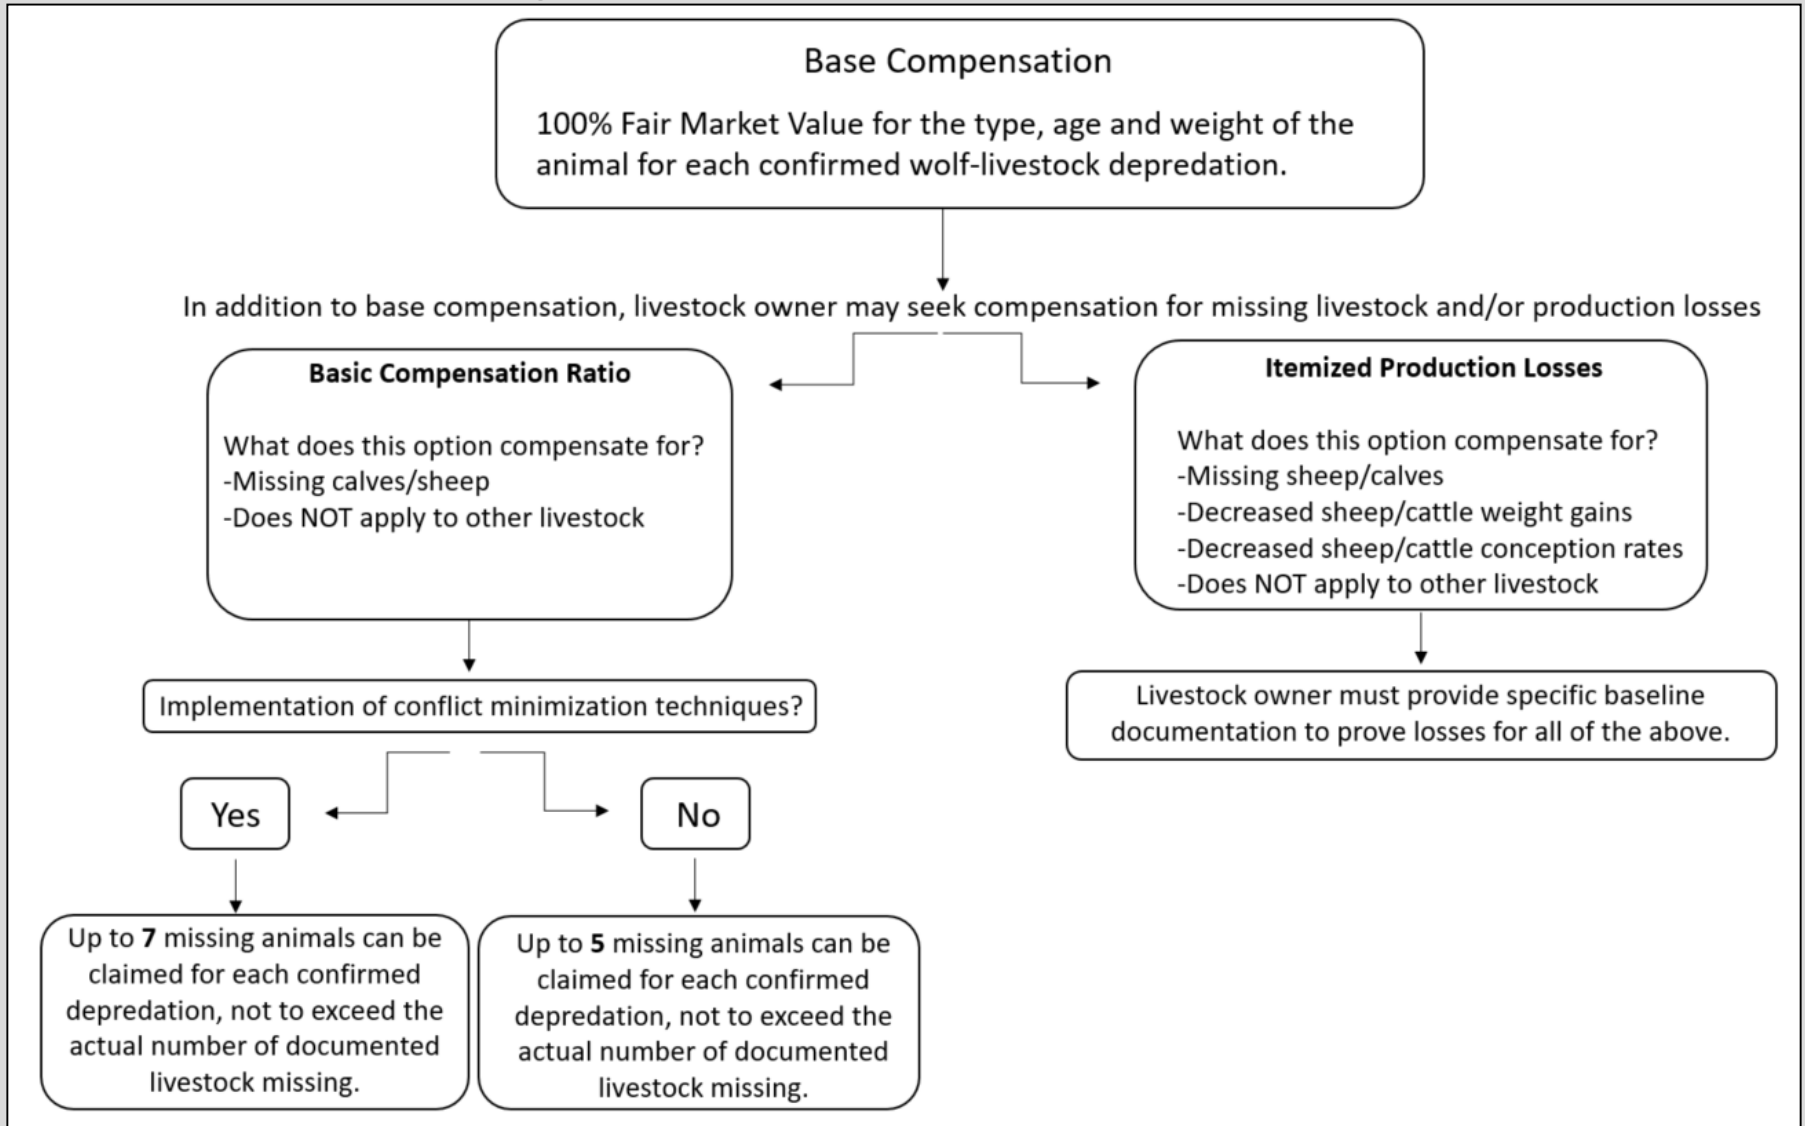 Base Compensation
100% Fair Market Value for the type, age and weight of the
animal for each confirmed wolf-livestock depredation.
In addition to base compensation, livestock owner may seek compensation for missing livestock and/or production losses
Basic Compensation Ratio
What does this option compensate for?
-Missing calves/sheep
-Does NOT apply to other livestock
Itemized Production Losses
What does this option compensate for?
-Missing sheep/calves
-Decreased sheep/cattle weight gains
-Decreased sheep/cattle conception rates
-Does NOT apply to other livestock
Implementation of conflict minimization techniques?
Livestock owner must provide specific baseline
documentation to prove losses for all of the above.
Yes
No
Up to 7 missing animals can be
claimed for each confirmed
depredation, not to exceed the
actual number of documented
livestock missing.
Up to 5 missing animals can be
claimed for each confirmed
depredation, not to exceed the
actual number of documented
livestock missing.